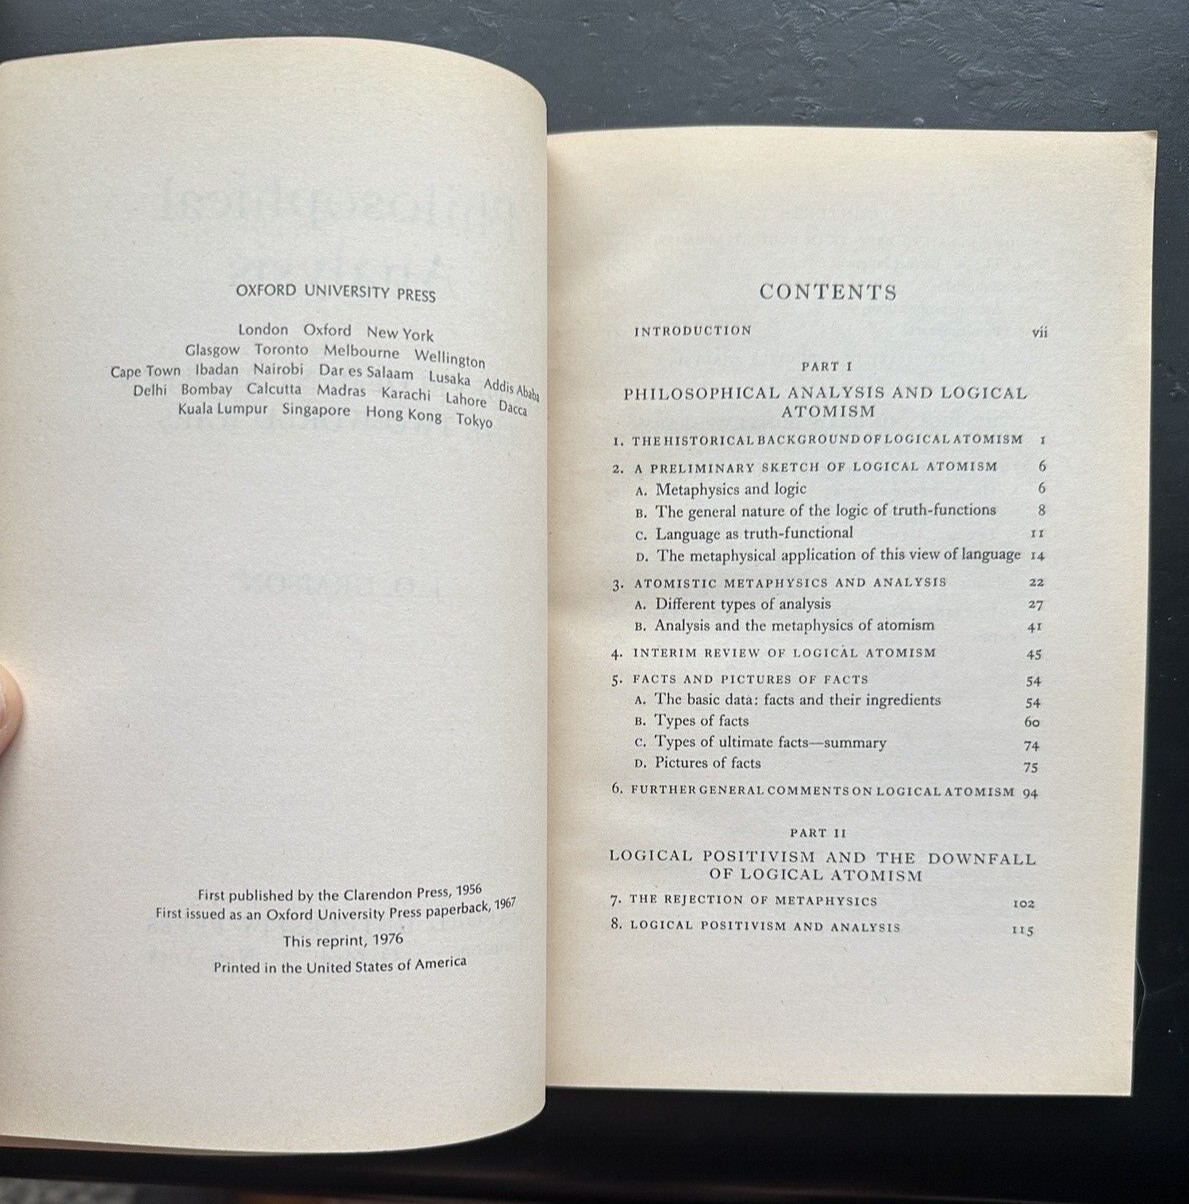 OXFORD UNIVERSITY PRESS
London Oxford New York
Glasgow Toronto Melbourne Wellington
Cape Town Ibadan Nairobi Dar es Salaam Lusaka Addis Ababa
Delhi Bombay Calcutta Madras Karachi Lahore Dacca
Kuala Lumpur Singapore Hong Kong Tokyo
First published by the Clarendon Press, 1956
First issued as an Oxford University Press paperback, 1967
This reprint, 1976
Printed in the United States of America
CONTENTS
INTRODUCTION vii
PART I
PHILOSOPHICAL ANALYSIS AND LOGICAL
ATOMISM
1. THE HISTORICAL BACKGROUND OF LOGICAL ATOMISM 1
2. A PRELIMINARY SKETCH OF LOGICAL ATOMISM 6
A. Metaphysics and logic 6
B. The general nature of the logic of truth-functions 8
C. Language as truth-functional 11
D. The metaphysical application of this view of language 14
3. ATOMISTIC METAPHYSICS AND ANALYSIS 22
A. Different types of analysis 27
B. Analysis and the metaphysics of atomism 41
4. INTERIM REVIEW OF LOGICAL ATOMISM 45
5. FACTS AND PICTURES OF FACTS 54
A. The basic data: facts and their ingredients 54
B. Types of facts 60
C. Types of ultimate facts—summary 74
D. Pictures of facts 75
6. FURTHER GENERAL COMMENTS ON LOGICAL ATOMISM 94
PART II
LOGICAL POSITIVISM AND THE DOWNFALL
OF LOGICAL ATOMISM
7. THE REJECTION OF METAPHYSICS 102
8. LOGICAL POSITIVISM AND ANALYSIS 115